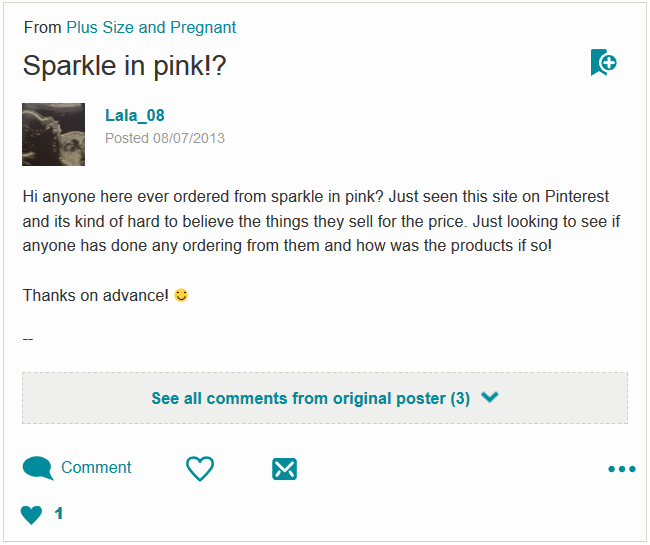 From Plus Size and Pregnant
Sparkle in pink!?
Lala_08
Posted 08/07/2013
Hi anyone here ever ordered from sparkle in pink? Just seen this site on Pinterest
and its kind of hard to believe the things they sell for the price. Just looking to see if
anyone has done any ordering from them and how was the products if so!
Thanks on advance!
--
See all comments from original poster (3)
Comment
1